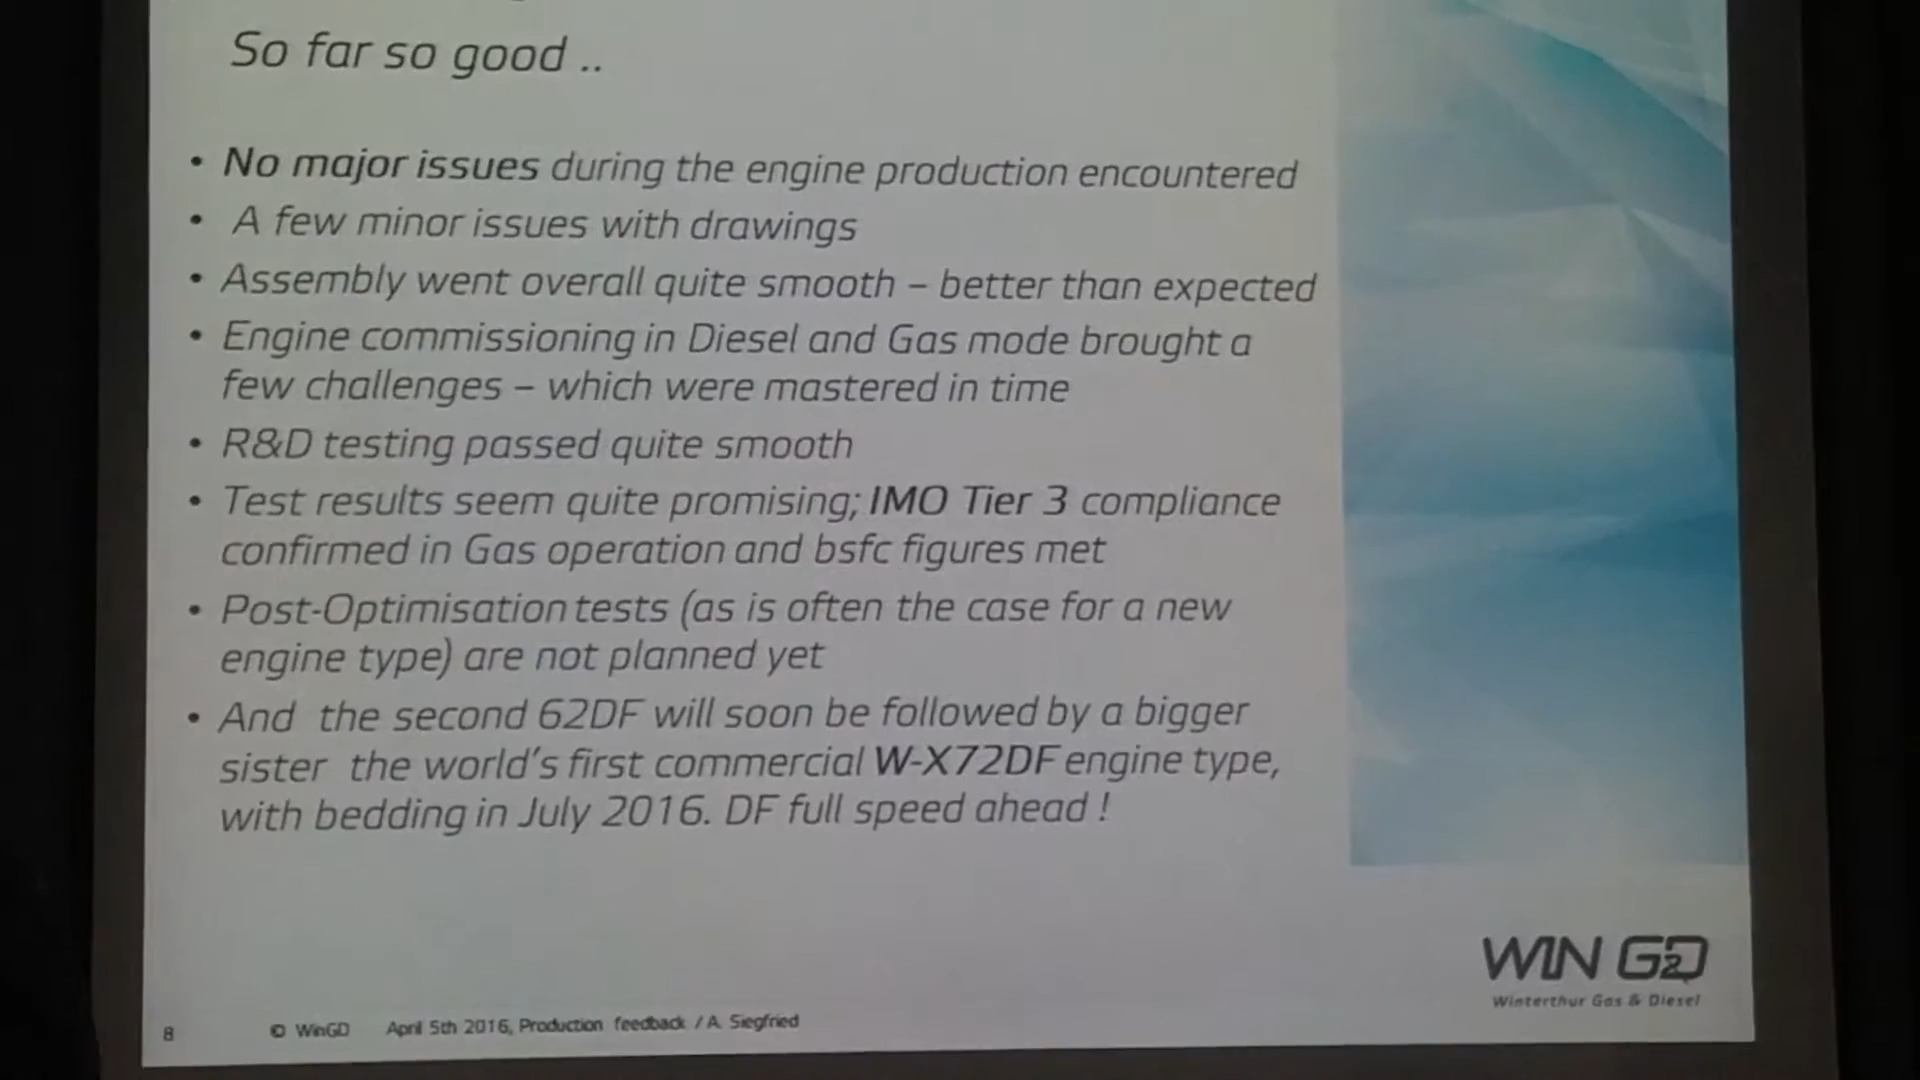 So far so good ..
• No major issues during the engine production encountered
• A few minor issues with drawings
• Assembly went overall quite smooth – better than expected
• Engine commissioning in Diesel and Gas mode brought a
few challenges – which were mastered in time
• R&D testing passed quite smooth
• Test results seem quite promising; IMO Tier 3 compliance
confirmed in Gas operation and bsfc figures met
• Post-Optimisation tests (as is often the case for a new
engine type) are not planned yet
• And the second 62DF will soon be followed by a bigger
sister the world's first commercial W-X72DF engine type,
with bedding in July 2016. DF full speed ahead !
WIN GD
Winterthur Gas & Diesel
8 © WinGD April 5th 2016, Production feedback / A. Siegfried